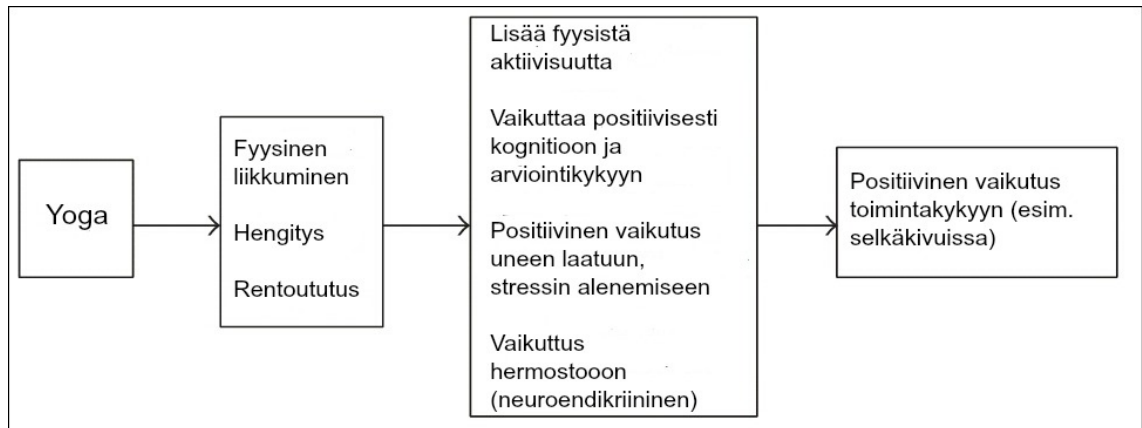 Yoga
Fyysinen
liikkuminen
Hengitys
Rentoututus
Lisää fyysistä
aktiivisuutta
Vaikuttaa positiivisesti
kognitioon ja
arviointikykyyn
Positiivinen vaikutus
uneen laatuun,
stressin alenemiseen
Vaikuttus
hermostooon
(neuroendikriininen)
Positiivinen vaikutus
toimintakykyyn (esim.
selkäkivuissa)